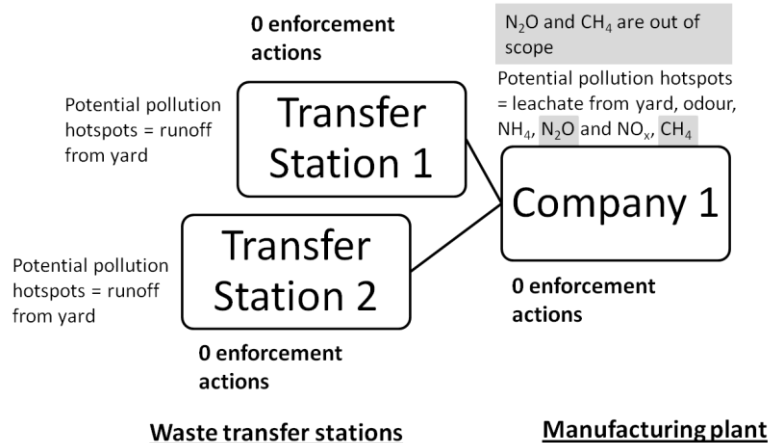 0 enforcement
actions
Potential pollution
hotspots = runoff
from yard
Transfer
Station 1
N₂O and CH₄ are out of
scope
Potential pollution hotspots
= leachate from yard, odour,
NH₄, N₂O and NOₓ, CH₄
Company 1
0 enforcement
actions
Potential pollution
hotspots = runoff
from yard
Transfer
Station 2
0 enforcement
actions
Waste transfer stations
Manufacturing plant